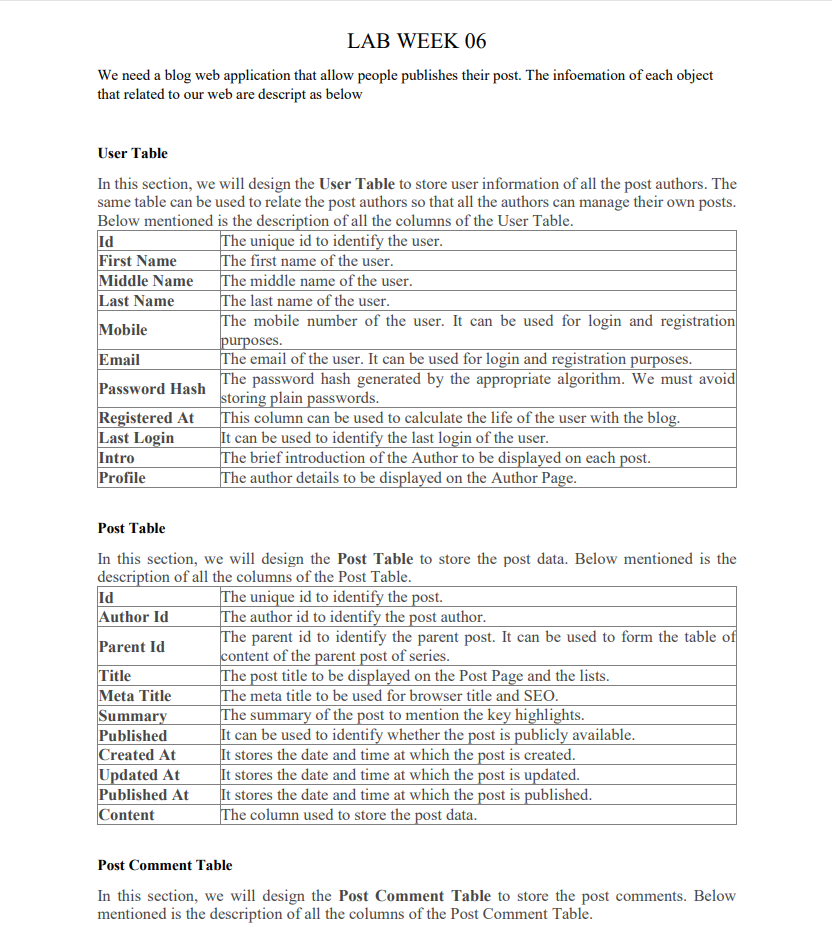 LAB WEEK 06
We need a blog web application that allow people publishes their post. The infoemation of each object
that related to our web are descript as below
User Table
In this section, we will design the User Table to store user information of all the post authors. The
same table can be used to relate the post authors so that all the authors can manage their own posts.
Below mentioned is the description of all the columns of the User Table.
Id The unique id to identify the user.
First Name The first name of the user.
Middle Name The middle name of the user.
Last Name The last name of the user.
Mobile The mobile number of the user. It can be used for login and registration
purposes.
Email The email of the user. It can be used for login and registration purposes.
Password Hash The password hash generated by the appropriate algorithm. We must avoid
storing plain passwords.
Registered At This column can be used to calculate the life of the user with the blog.
Last Login It can be used to identify the last login of the user.
Intro The brief introduction of the Author to be displayed on each post.
Profile The author details to be displayed on the Author Page.
Post Table
In this section, we will design the Post Table to store the post data. Below mentioned is the
description of all the columns of the Post Table.
Id The unique id to identify the post.
Author Id The author id to identify the post author.
Parent Id The parent id to identify the parent post. It can be used to form the table of
content of the parent post of series.
Title The post title to be displayed on the Post Page and the lists.
Meta Title The meta title to be used for browser title and SEO.
Summary The summary of the post to mention the key highlights.
Published It can be used to identify whether the post is publicly available.
Created At It stores the date and time at which the post is created.
Updated At It stores the date and time at which the post is updated.
Published At It stores the date and time at which the post is published.
Content The column used to store the post data.
Post Comment Table
In this section, we will design the Post Comment Table to store the post comments. Below
mentioned is the description of all the columns of the Post Comment Table.